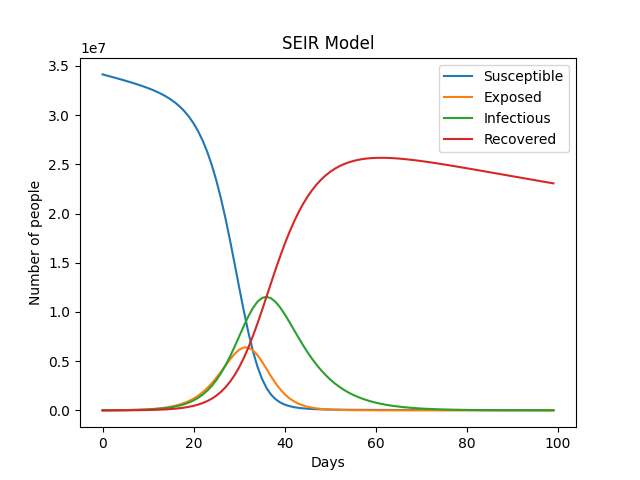 SEIR Model
1e7
3.5
3.0
2.5
2.0
1.5
1.0
0.5
0.0
Number of people
0
20
40
60
80
100
Days
Susceptible
Exposed
Infectious
Recovered